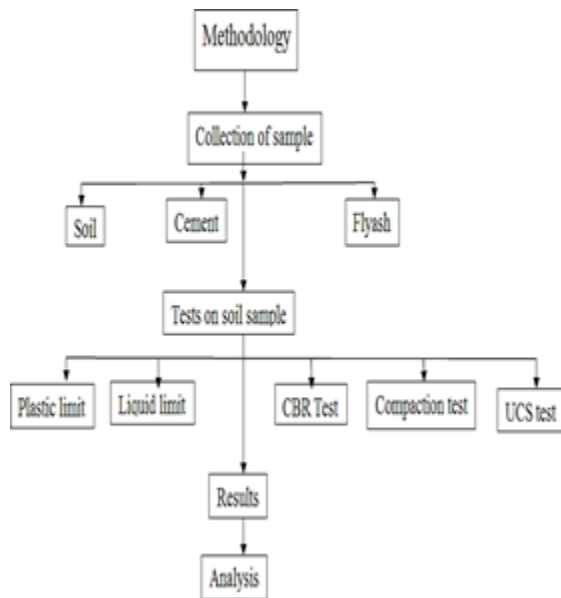 Methodology
Collection of sample
Soil
Cement
Flyash
Tests on soil sample
Plastic limit
Liquid limit
CBR Test
Compaction test
UCS test
Results
Analysis